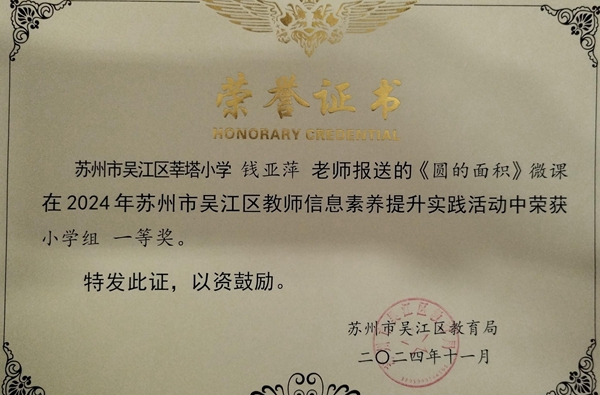 荣誉证书
HONORARY CREDENTIAL
苏州市吴江区莘塔小学 钱亚萍 老师报送的《圆的面积》微课
在2024年苏州市吴江区教师信息素养提升实践活动中荣获
小学组 一等奖。
特发此证，以资鼓励。
苏州市吴江区教育局
二〇二四年十一月